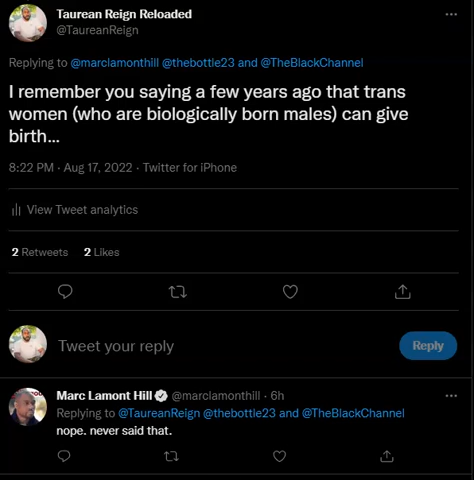 Taurean Reign Reloaded
@TaureanReign
Replying to @marclamonthill @thebottle23 and @TheBlackChannel
I remember you saying a few years ago that trans
women (who are biologically born males) can give
birth...
8:22 PM · Aug 17, 2022 · Twitter for iPhone
View Tweet analytics
2 Retweets 2 Likes
Tweet your reply
Reply
Marc Lamont Hill @marclamonthill · 6h
Replying to @TaureanReign @thebottle23 and @TheBlackChannel
nope. never said that.